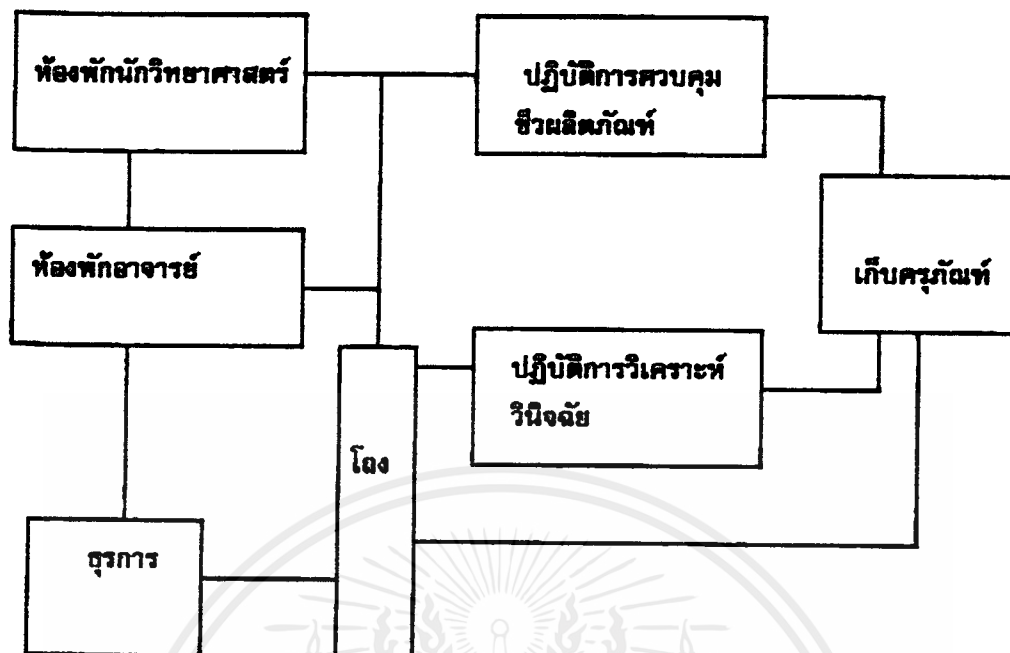 ห้องพักนักวิทยาศาสตร์
ปฏิบัติการควบคุม
ชีวผลิตภัณฑ์
ห้องพักอาจารย์
เก็บครุภัณฑ์
ปฏิบัติการวิเคราะห์
วินิจฉัย
โถง
ธุรการ